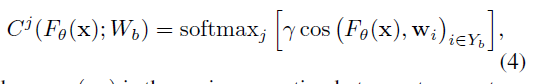 C^j(F_θ(x); W_b) = softmax_j [γ cos (F_θ(x), w_i)_{i∈Y_b}],
(4)